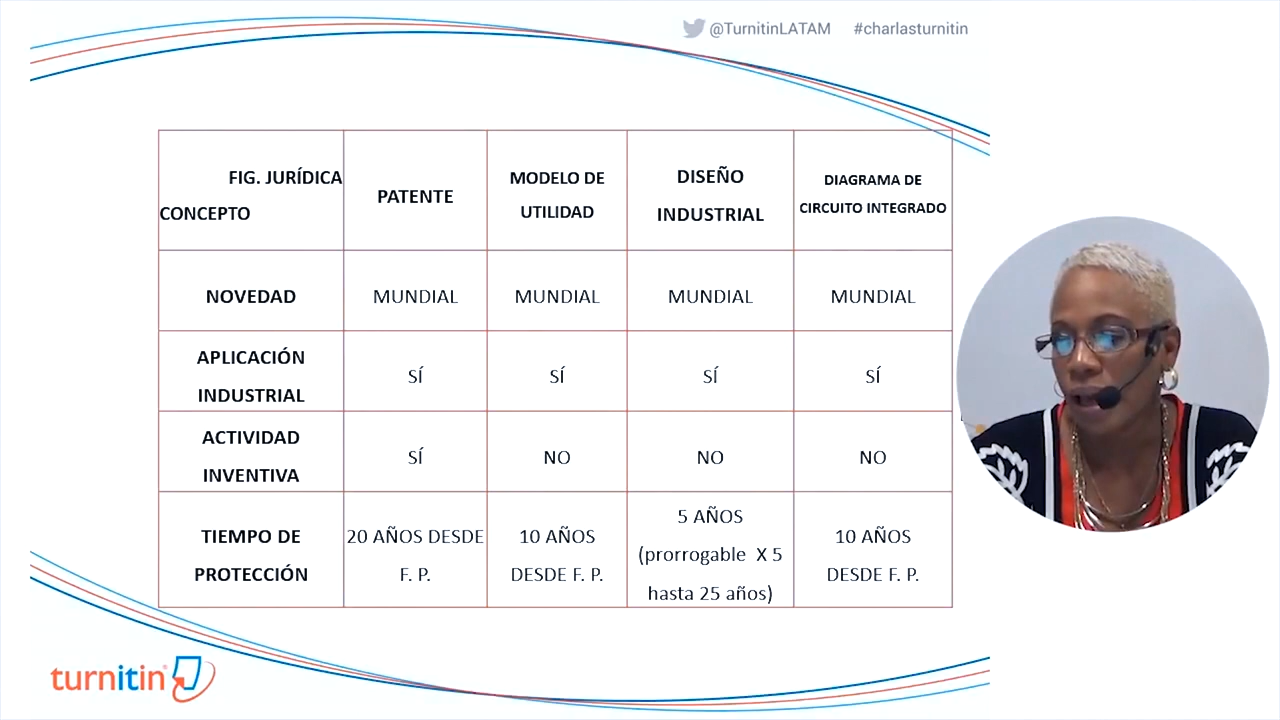 @TurnitinLATAM #charlasturnitin
FIG. JURÍDICA
CONCEPTO
PATENTE
MODELO DE
UTILIDAD
DISEÑO
INDUSTRIAL
DIAGRAMA DE
CIRCUITO INTEGRADO
NOVEDAD
MUNDIAL
MUNDIAL
MUNDIAL
MUNDIAL
APLICACIÓN
INDUSTRIAL
SÍ
SÍ
SÍ
SÍ
ACTIVIDAD
INVENTIVA
SÍ
NO
NO
NO
TIEMPO DE
PROTECCIÓN
20 AÑOS DESDE
F. P.
10 AÑOS
DESDE F. P.
5 AÑOS
(prorrogable X 5
hasta 25 años)
10 AÑOS
DESDE F. P.
turnitin